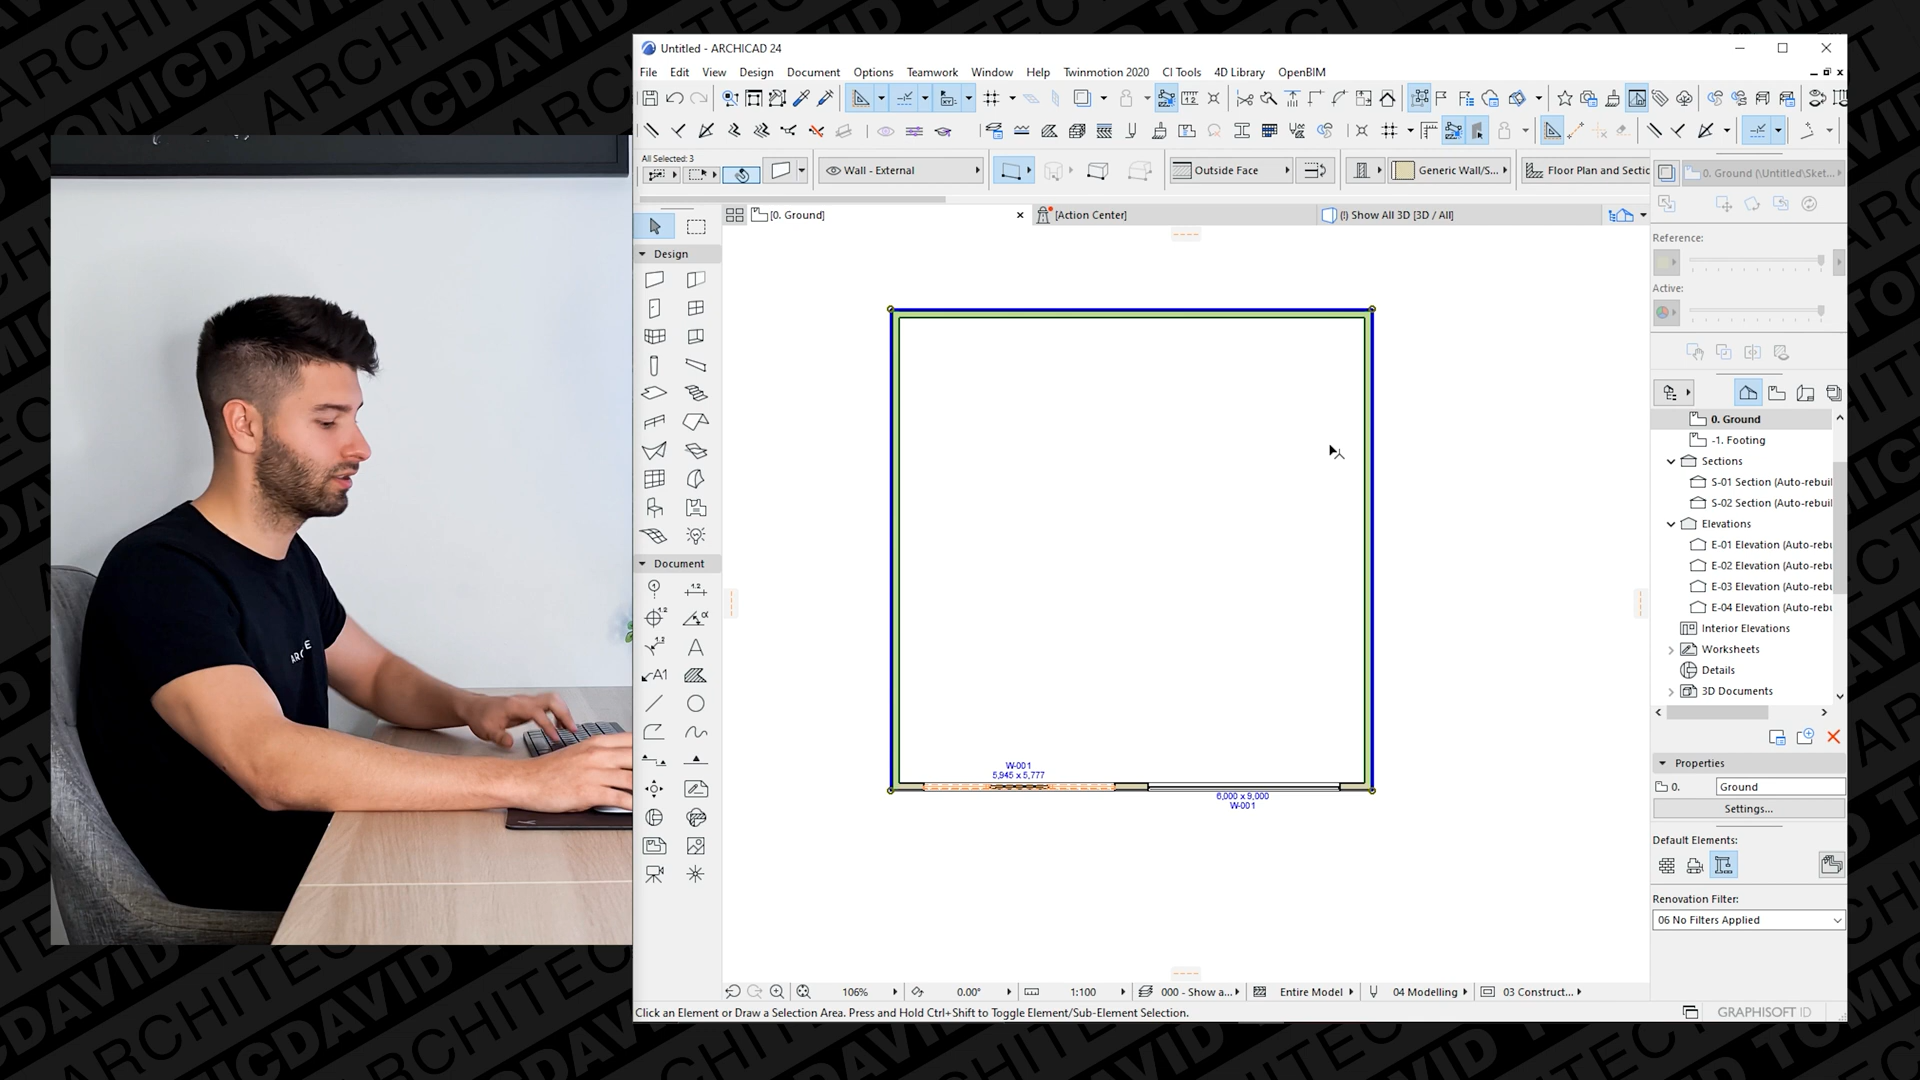 Untitled - ARCHICAD 24
File Edit View Design Document Options Teamwork Window Help Twinmotion 2020 CI Tools 4D Library OpenBIM
All Selected: 3
Wall - External
Outside Face
Generic Wall/S...
Floor Plan and Sectio
0. Ground (\Untitled\Sket...
[0. Ground]
[Action Center]
(!) Show All 3D [3D / All]
Design
Document
Reference:
Active:
0. Ground
-1. Footing
Sections
S-01 Section (Auto-rebuil
S-02 Section (Auto-rebuil
Elevations
E-01 Elevation (Auto-rebu
E-02 Elevation (Auto-rebu
E-03 Elevation (Auto-rebu
E-04 Elevation (Auto-rebu
Interior Elevations
Worksheets
Details
3D Documents
W-001
5,945 x 5,777
6,000 x 9,000
W-001
Properties
0.
Ground
Settings...
Default Elements:
Renovation Filter:
06 No Filters Applied
106%
0.00°
1:100
000 - Show a...
Entire Model
04 Modelling
03 Construct...
Click an Element or Draw a Selection Area. Press and Hold Ctrl+Shift to Toggle Element/Sub-Element Selection.
GRAPHISOFT ID